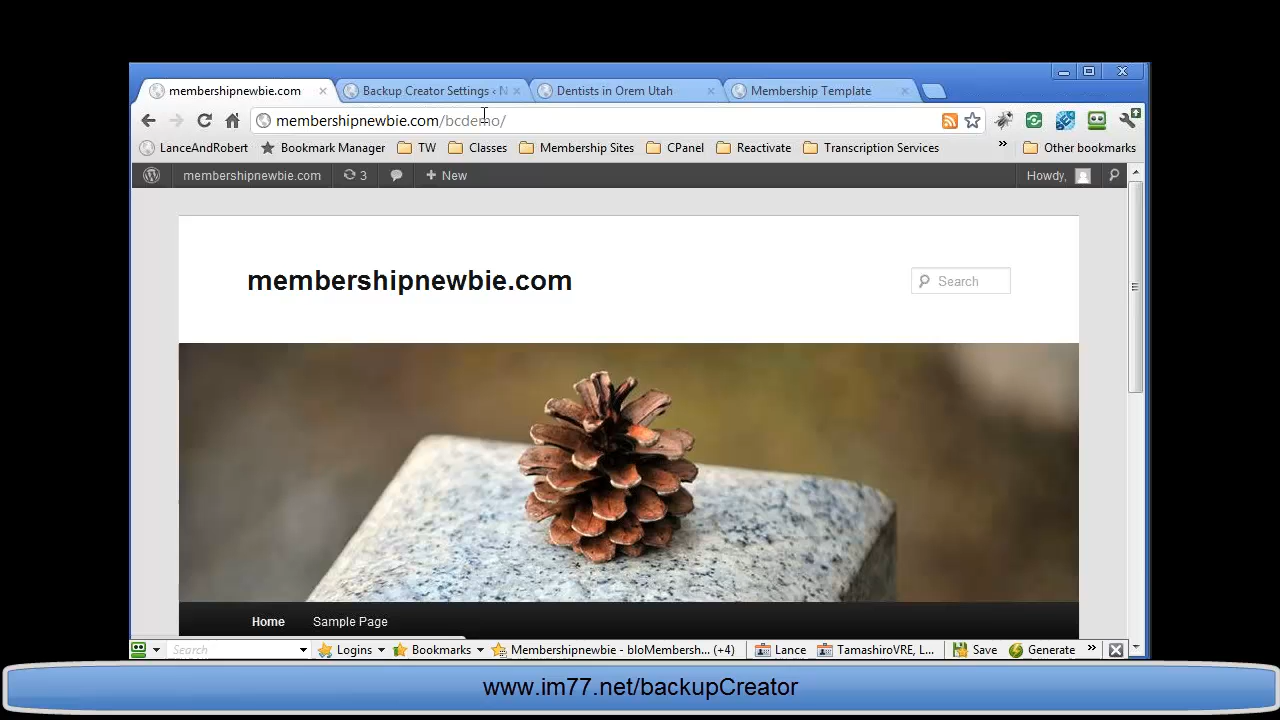 membershipnewbie.com
Backup Creator Settings ‹ N
Dentists in Orem Utah
Membership Template
membershipnewbie.com/bcdemo/
LanceAndRobert
Bookmark Manager
TW
Classes
Membership Sites
CPanel
Reactivate
Transcription Services
»
Other bookmarks
membershipnewbie.com
3
+ New
Howdy,
membershipnewbie.com
Search
Home
Sample Page
Search
Logins
Bookmarks
Membershipnewbie - bloMembersh... (+4)
Lance
TamashiroVRE, L...
Save
Generate
»
www.im77.net/backupCreator